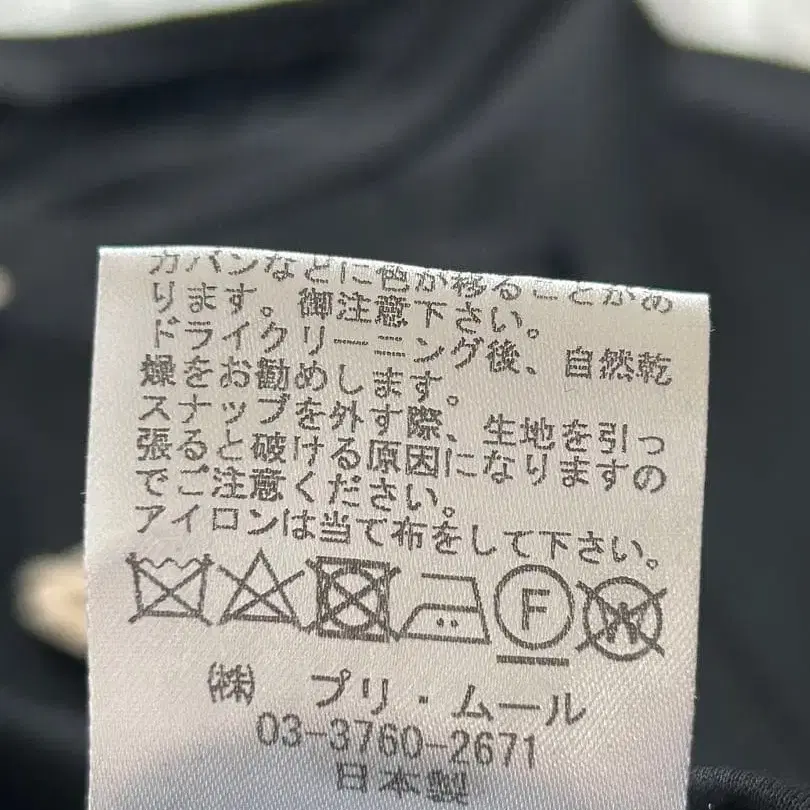 カバンなどに色が移ることがあ
ります。御注意下さい。
ドライクリーニング後、自然乾
燥をお勧めします。
スナップを外す際、生地を引っ
張ると破ける原因になりますの
でご注意ください。
アイロンは当て布をして下さい。
F W
㈱ プリ・ムール
03-3760-2671
日本製